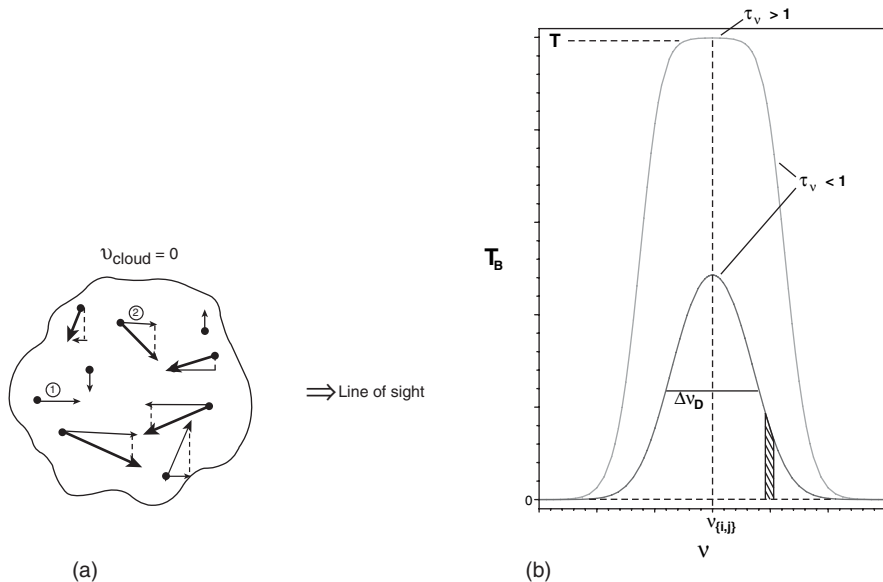 υcloud = 0
2
1
⇒ Line of sight
(a)
τν > 1
T
τν < 1
TB
ΔνD
0
ν{i,j}
ν
(b)